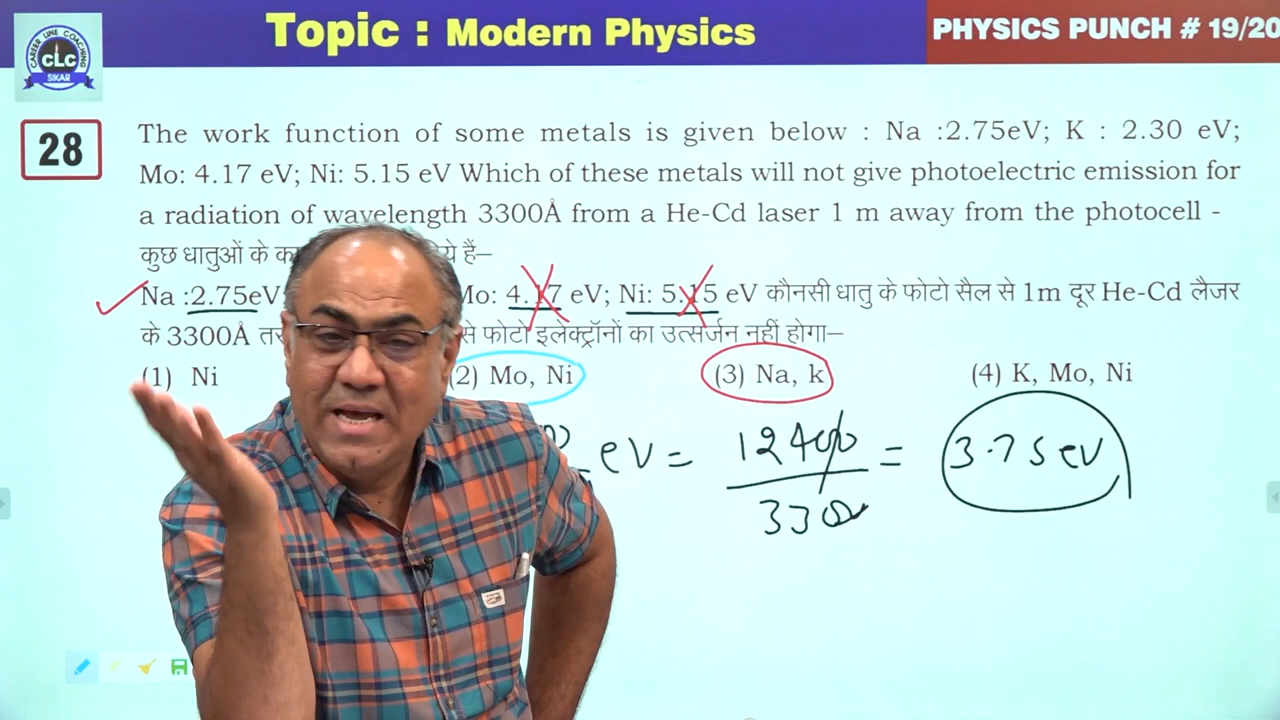 Topic : Modern Physics
PHYSICS PUNCH # 19/20
CAREER LINE COACHING
CLC
SIKAR
28
The work function of some metals is given below : Na :2.75eV; K : 2.30 eV;
Mo: 4.17 eV; Ni: 5.15 eV Which of these metals will not give photoelectric emission for
a radiation of wavelength 3300Å from a He-Cd laser 1 m away from the photocell -
कुछ धातुओं के हैं–
Na :2.75eV Mo: 4.17 eV; Ni: 5.15 eV कौनसी धातु के फोटो सैल से 1m दूर He-Cd लैजर
के 3300Å से फोटो इलेक्ट्रॉनों का उत्सर्जन नहीं होगा–
(1) Ni (2) Mo, Ni (3) Na, k (4) K, Mo, Ni
eV = 12400 / 3300 = 3.75 eV